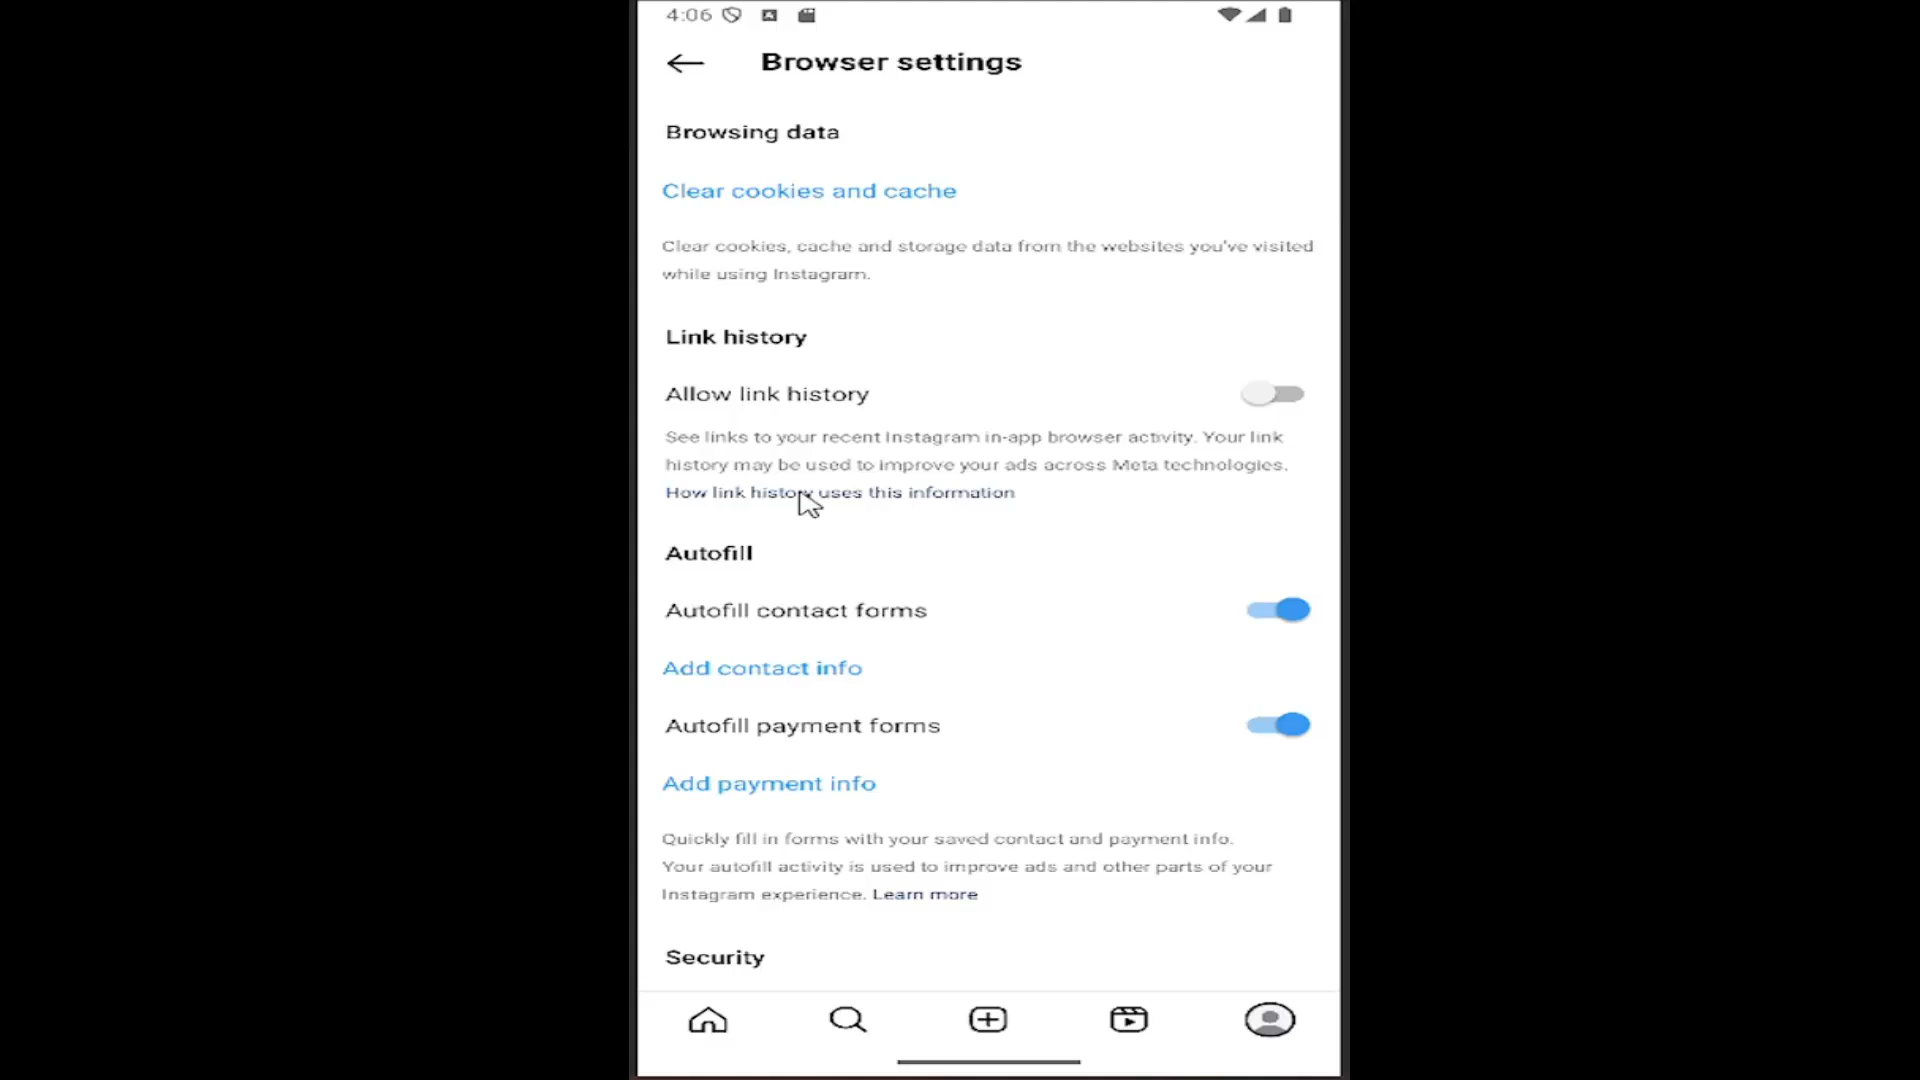 4:06
Browser settings
Browsing data
Clear cookies and cache
Clear cookies, cache and storage data from the websites you've visited
while using Instagram.
Link history
Allow link history
See links to your recent Instagram in-app browser activity. Your link
history may be used to improve your ads across Meta technologies.
How link history uses this information
Autofill
Autofill contact forms
Add contact info
Autofill payment forms
Add payment info
Quickly fill in forms with your saved contact and payment info.
Your autofill activity is used to improve ads and other parts of your
Instagram experience. Learn more
Security